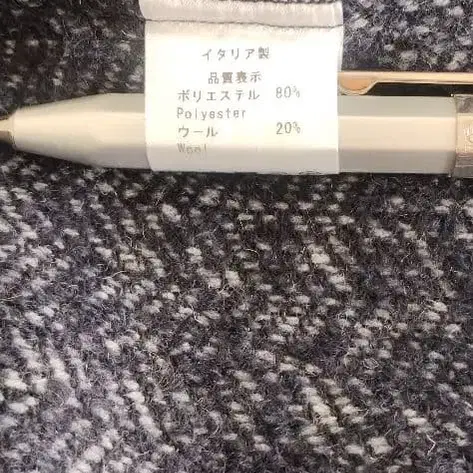 イタリア製
品質表示
ポリエステル 80%
Polyester
ウール 20%
Wool